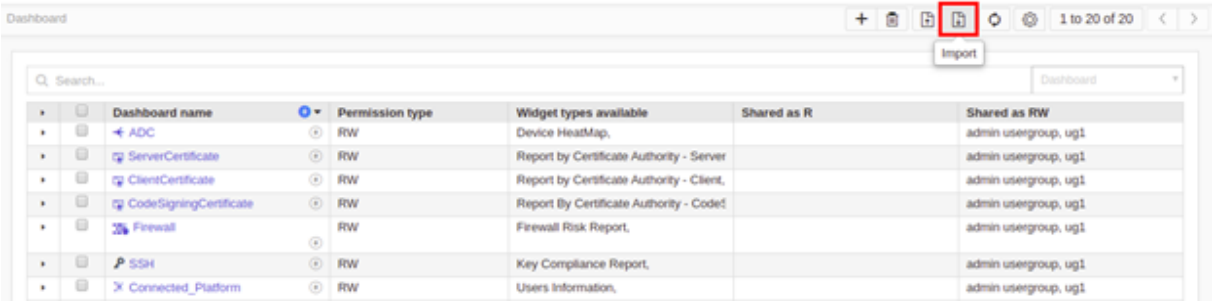 Dashboard
1 to 20 of 20
Import
Search...
Dashboard
Dashboard name Permission type Widget types available Shared as R Shared as RW
ADC RW Device HeatMap, admin usergroup, ug1
ServerCertificate RW Report by Certificate Authority - Server admin usergroup, ug1
ClientCertificate RW Report by Certificate Authority - Client, admin usergroup, ug1
CodeSigningCertificate RW Report By Certificate Authority - CodeS admin usergroup, ug1
Firewall RW Firewall Risk Report, admin usergroup, ug1
SSH RW Key Compliance Report, admin usergroup, ug1
Connected_Platform RW Users Information, admin usergroup, ug1